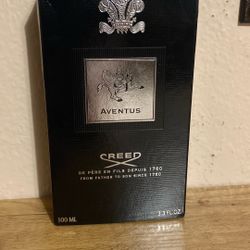 AVENTUS
CREED
DE PÈRE EN FILS DEPUIS 1760
FROM FATHER TO SON SINCE 1760
100 ML
3.3 FL.OZ